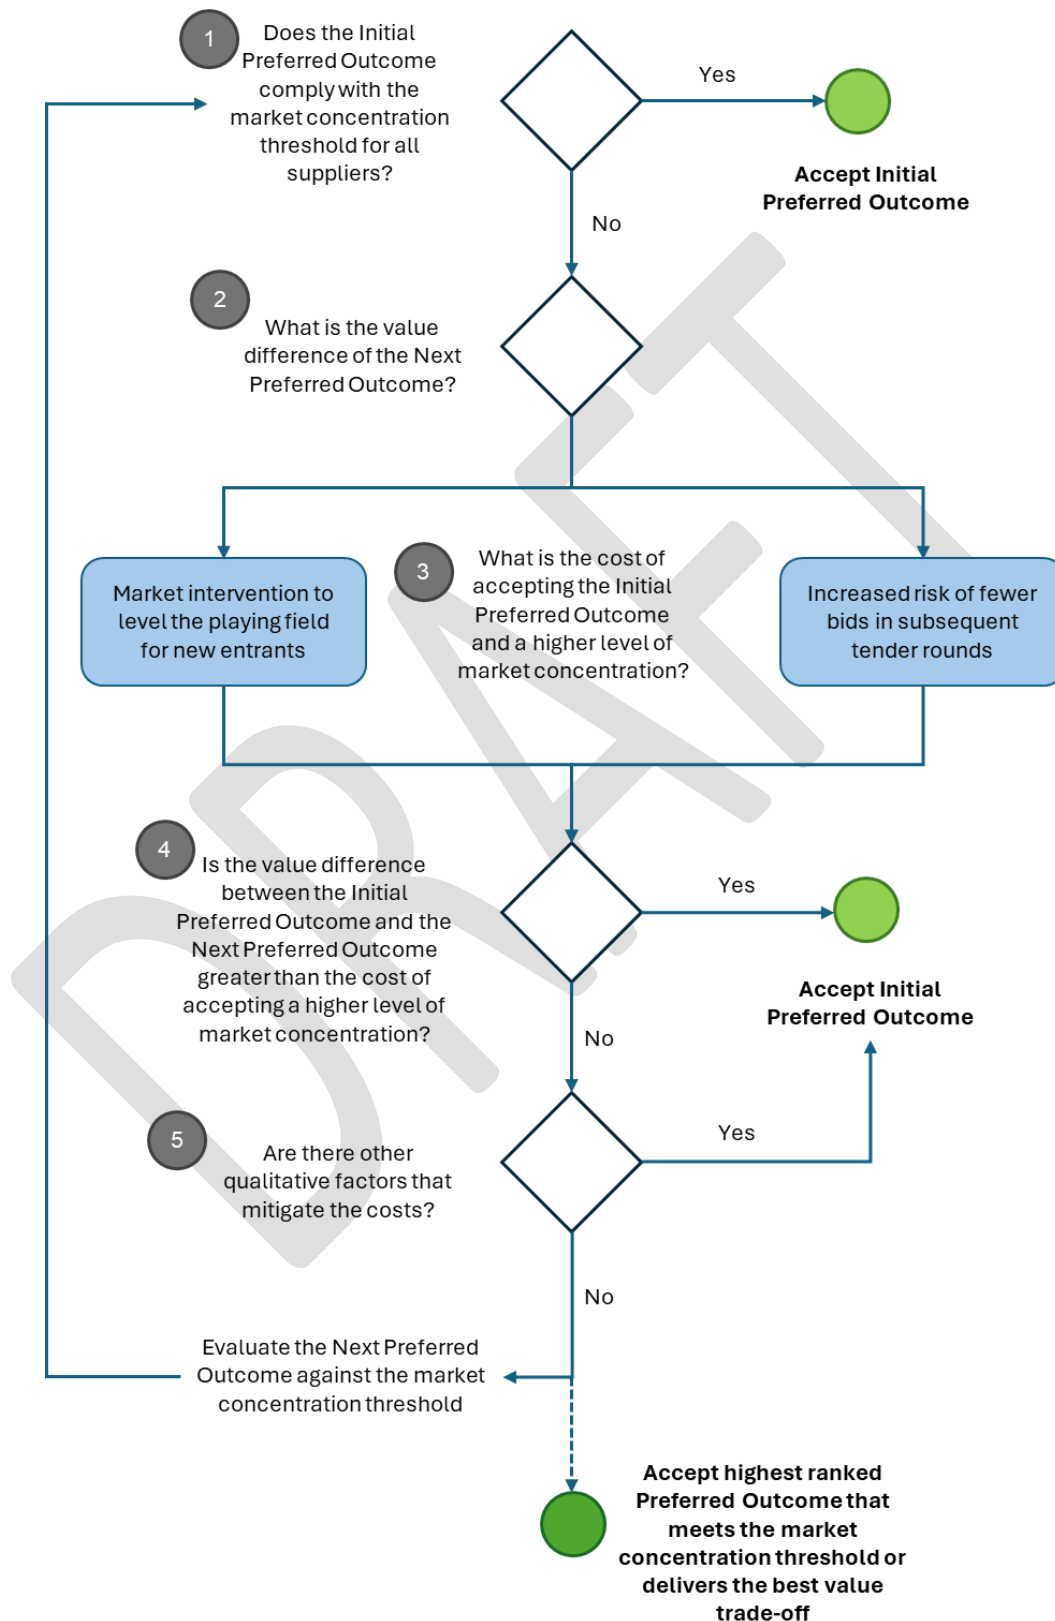 1
Does the Initial
Preferred Outcome
comply with the
market concentration
threshold for all
suppliers?
Yes
Accept Initial
Preferred Outcome
No
2
What is the value
difference of the Next
Preferred Outcome?
Market intervention to
level the playing field
for new entrants
3
What is the cost of
accepting the Initial
Preferred Outcome
and a higher level of
market concentration?
Increased risk of fewer
bids in subsequent
tender rounds
4
Is the value difference
between the Initial
Preferred Outcome and the
Next Preferred Outcome
greater than the cost of
accepting a higher level of
market concentration?
Yes
Accept Initial
Preferred Outcome
No
5
Are there other
qualitative factors that
mitigate the costs?
Yes
No
Evaluate the Next Preferred
Outcome against the market
concentration threshold
Accept highest ranked
Preferred Outcome that
meets the market
concentration threshold or
delivers the best value
trade-off
DRAFT